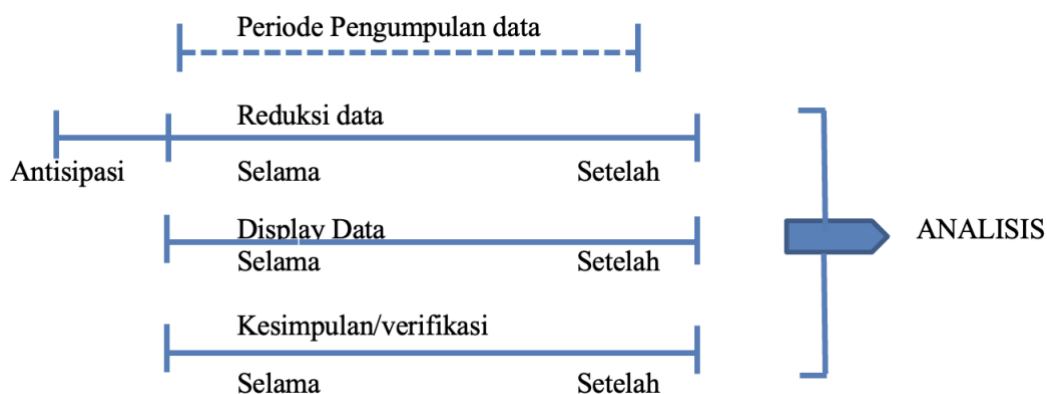 Periode Pengumpulan data
Reduksi data
Antisipasi Selama Setelah
Display Data
Selama Setelah
ANALISIS
Kesimpulan/verifikasi
Selama Setelah